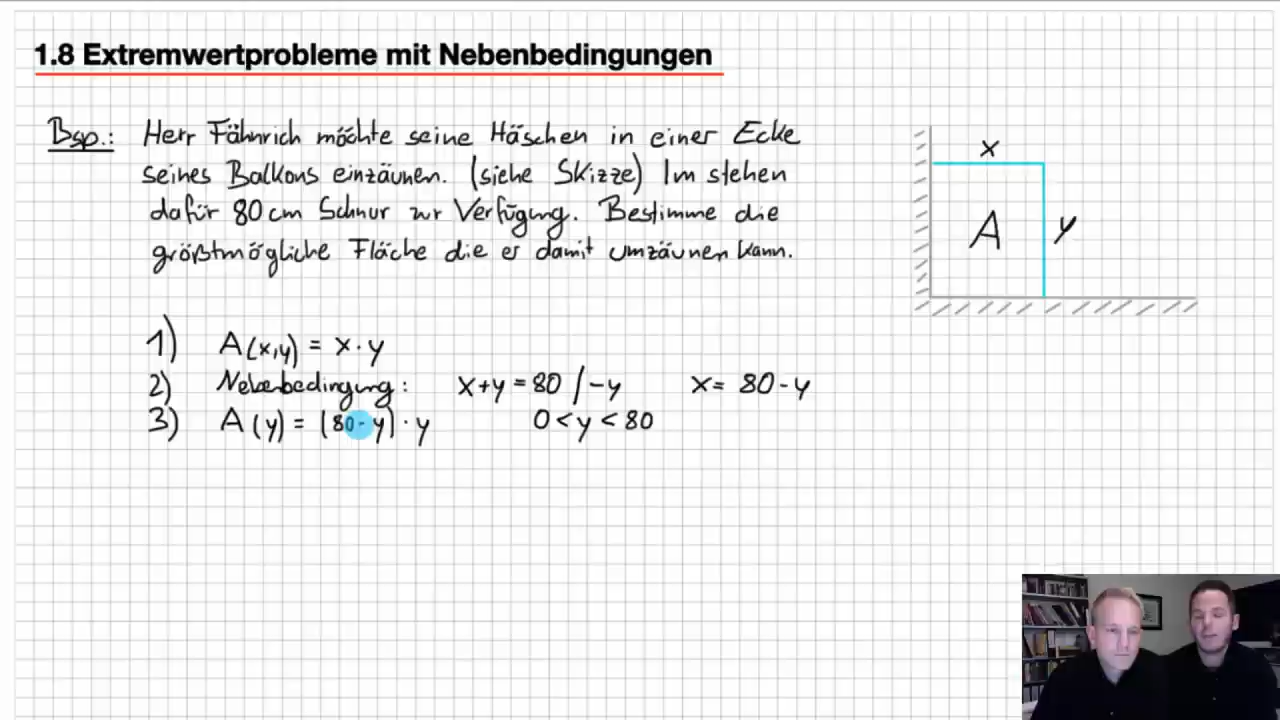 1.8 Extremwertprobleme mit Nebenbedingungen
Bsp.: Herr Fähnrich möchte seine Häschen in einer Ecke
seines Balkons einzäunen. (siehe Skizze) Im stehen
dafür 80 cm Schnur zur Verfügung. Bestimme die
größtmögliche Fläche die er damit umzäunen kann.
x
A
y
1) A(x,y) = x · y
2) Nebenbedingung: x+y = 80 / -y x = 80 - y
3) A(y) = (80 - y) · y 0 < y < 80